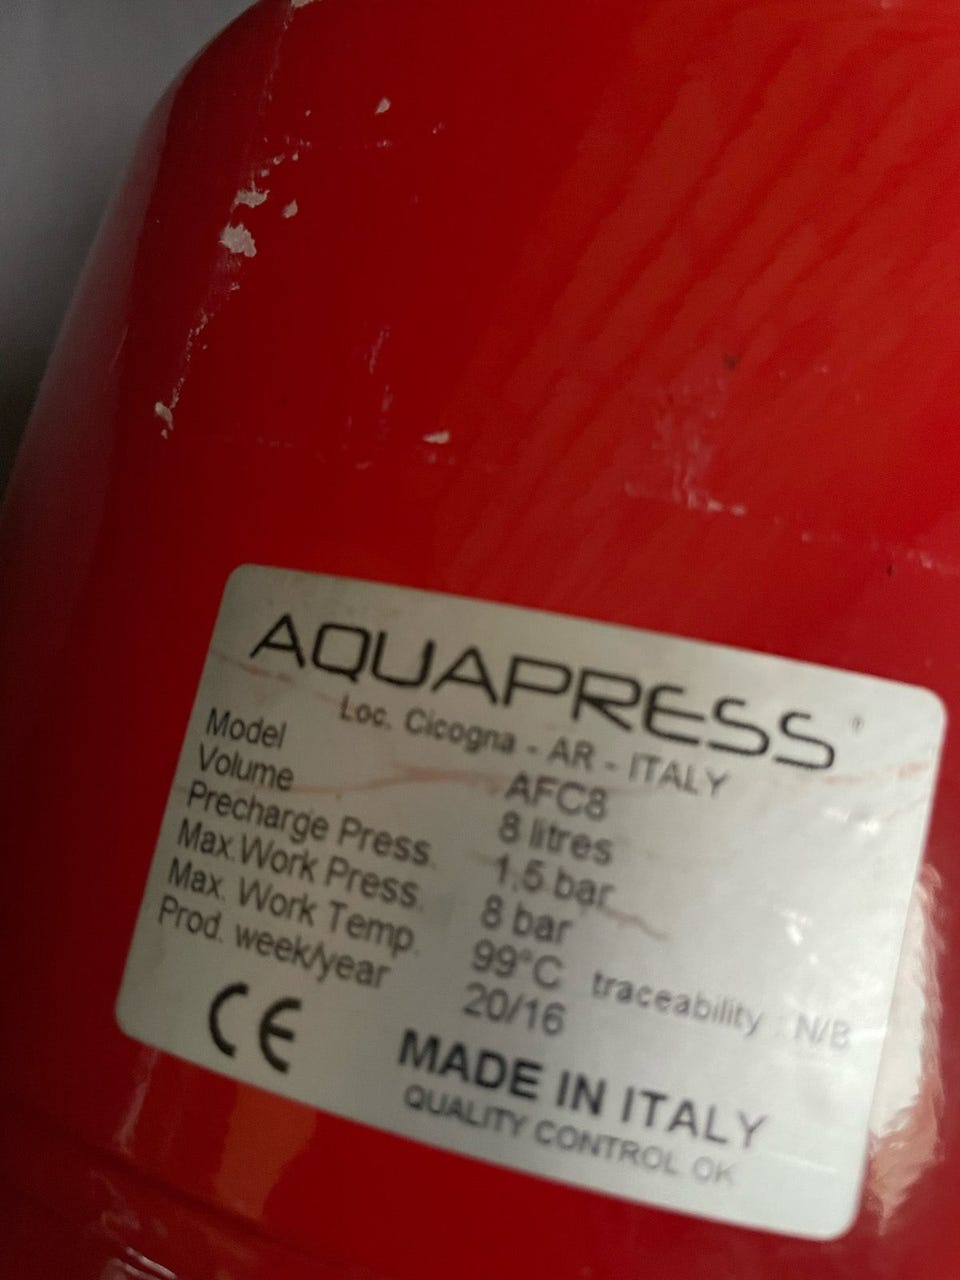 AQUAPRESS
Loc. Cicogna - AR - ITALY
Model AFC8
Volume 8 litres
Precharge Press. 1,5 bar
Max.Work Press. 8 bar
Max. Work Temp. 99°C
Prod. week/year 20/16 traceability N/B
CE
MADE IN ITALY
QUALITY CONTROL OK